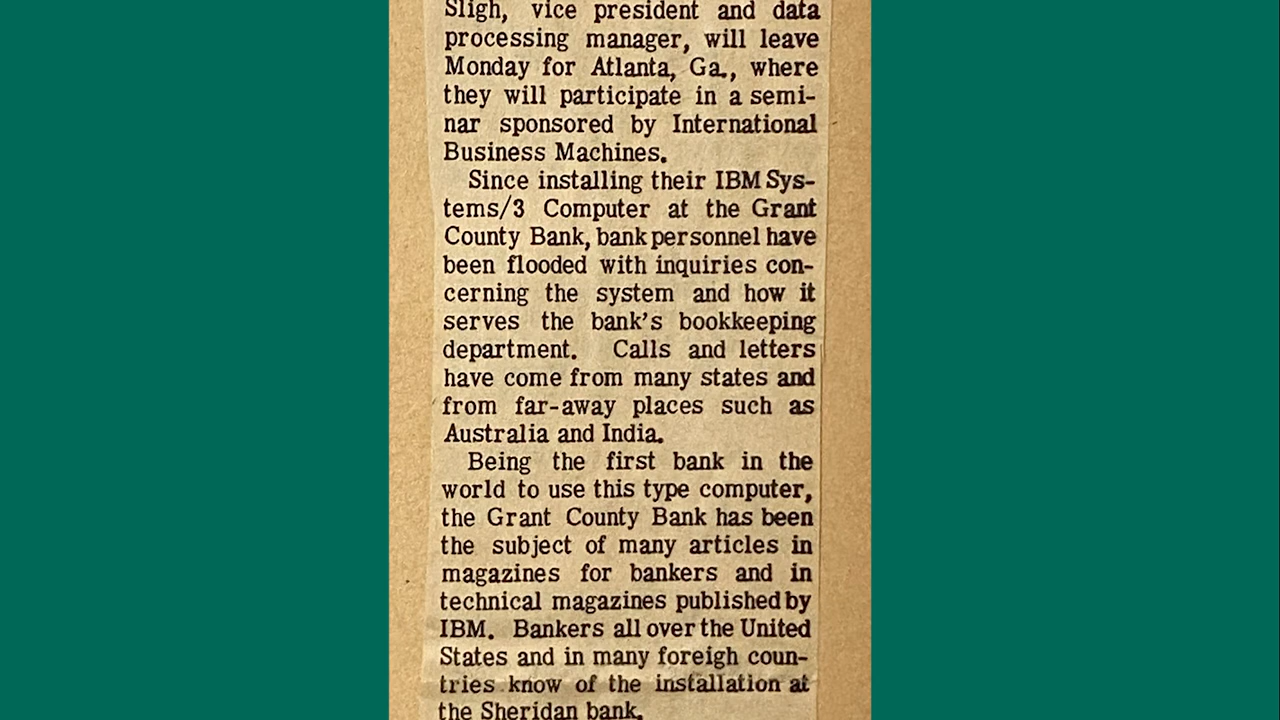 Sligh, vice president and data
processing manager, will leave
Monday for Atlanta, Ga., where
they will participate in a semi-
nar sponsored by International
Business Machines.
Since installing their IBM Sys-
tems/3 Computer at the Grant
County Bank, bank personnel have
been flooded with inquiries con-
cerning the system and how it
serves the bank's bookkeeping
department. Calls and letters
have come from many states and
from far-away places such as
Australia and India.
Being the first bank in the
world to use this type computer,
the Grant County Bank has been
the subject of many articles in
magazines for bankers and in
technical magazines published by
IBM. Bankers all over the United
States and in many foreigh coun-
tries know of the installation at
the Sheridan bank.